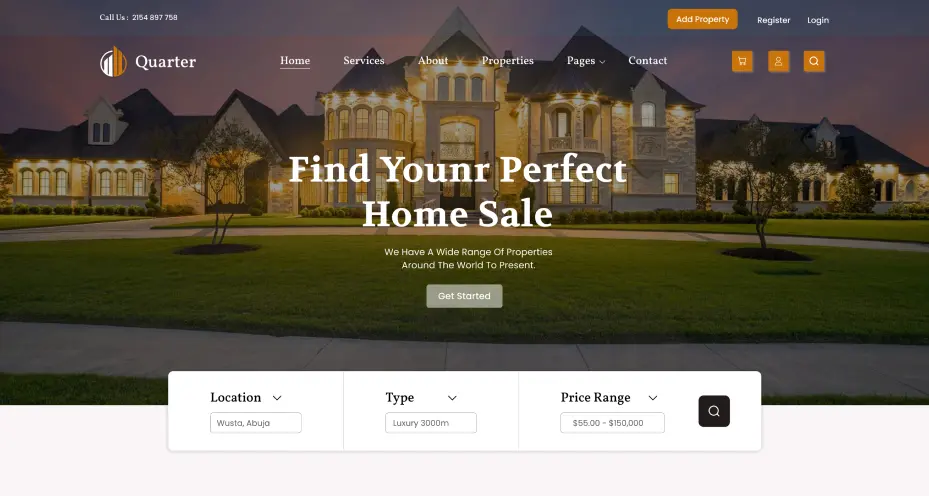 Call Us : 2154 897 758
Add Property
Register
Login
Quarter
Home
Services
About
Properties
Pages
Contact
Find Younr Perfect
Home Sale
We Have A Wide Range Of Properties
Around The World To Present.
Get Started
Location
Type
Price Range
Wusta, Abuja
Luxury 3000m
$55.00 - $150,000